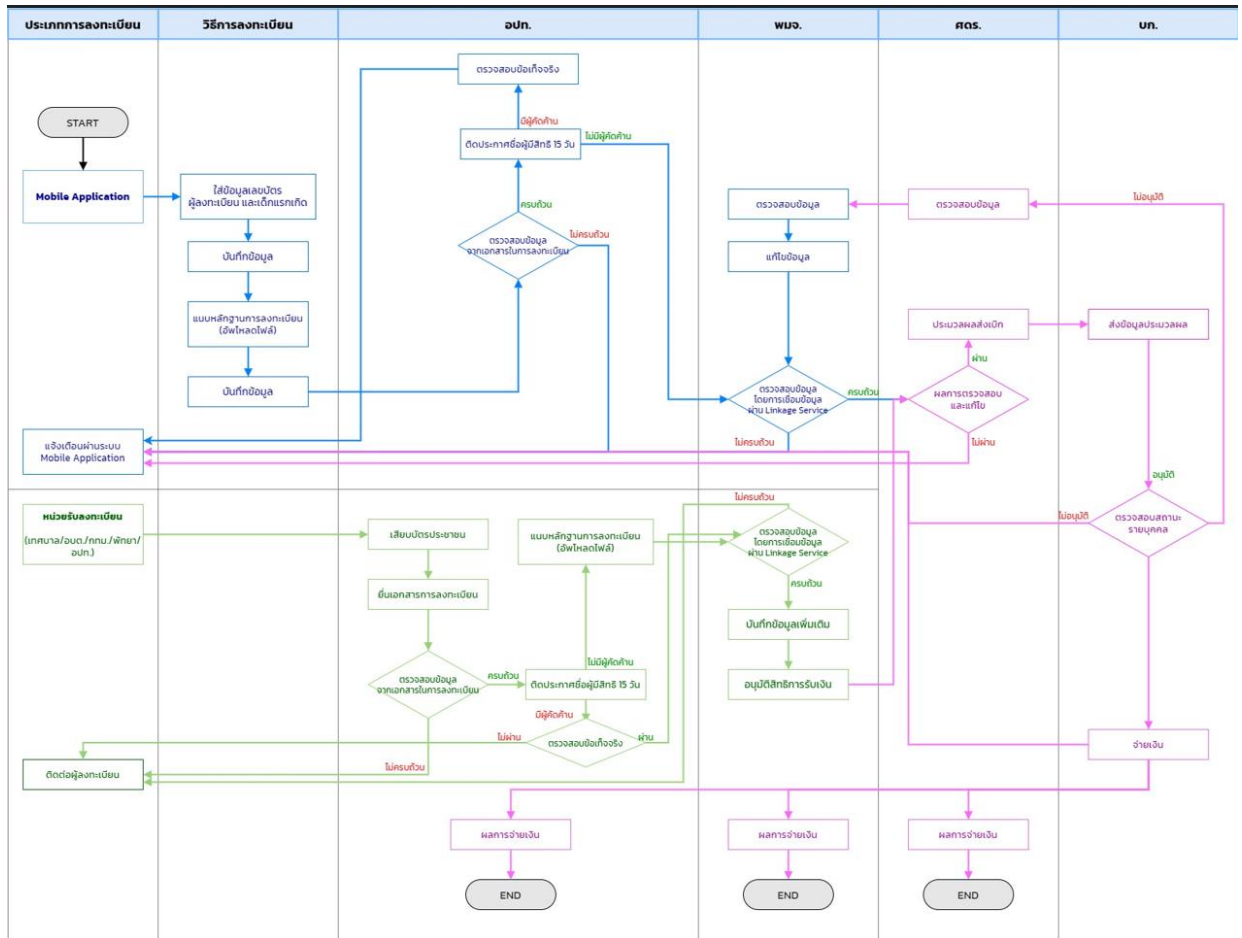 ประเภทการลงทะเบียน
วิธีการลงทะเบียน
อปท.
พมจ.
ศดร.
บก.
START
Mobile Application
ใส่ข้อมูลเลขบัตร
ผู้ลงทะเบียน และเด็กแรกเกิด
บันทึกข้อมูล
แนบหลักฐานการลงทะเบียน
(อัพโหลดไฟล์)
บันทึกข้อมูล
ตรวจสอบข้อเท็จจริง
มีผู้คัดค้าน
ติดประกาศชื่อผู้มีสิทธิ 15 วัน
ไม่มีผู้คัดค้าน
ครบถ้วน
ตรวจสอบข้อมูล
จากเอกสารในการลงทะเบียน
ไม่ครบถ้วน
ตรวจสอบข้อมูล
แก้ไขข้อมูล
ตรวจสอบข้อมูล
โดยการเชื่อมข้อมูล
ผ่าน Linkage Service
ครบถ้วน
ไม่ครบถ้วน
ตรวจสอบข้อมูล
ไม่อนุมัติ
ประมวลผลส่งเบิก
ส่งข้อมูลประมวลผล
ผ่าน
ผลการตรวจสอบ
และแก้ไข
ไม่ผ่าน
แจ้งเตือนผ่านระบบ
Mobile Application
อนุมัติ
ไม่อนุมัติ
ตรวจสอบสถานะ
รายบุคคล
หน่วยรับลงทะเบียน
(เทศบาล/อบต./กทม./พัทยา/
อปท.)
เสียบบัตรประชาชน
ยื่นเอกสารการลงทะเบียน
ตรวจสอบข้อมูล
จากเอกสารในการลงทะเบียน
ครบถ้วน
ไม่ครบถ้วน
แนบหลักฐานการลงทะเบียน
(อัพโหลดไฟล์)
ไม่มีผู้คัดค้าน
ติดประกาศชื่อผู้มีสิทธิ 15 วัน
มีผู้คัดค้าน
ไม่ผ่าน
ตรวจสอบข้อเท็จจริง
ผ่าน
ไม่ครบถ้วน
ตรวจสอบข้อมูล
โดยการเชื่อมข้อมูล
ผ่าน Linkage Service
ครบถ้วน
บันทึกข้อมูลเพิ่มเติม
อนุมัติสิทธิการรับเงิน
จ่ายเงิน
ติดต่อผู้ลงทะเบียน
ผลการจ่ายเงิน
ผลการจ่ายเงิน
ผลการจ่ายเงิน
END
END
END